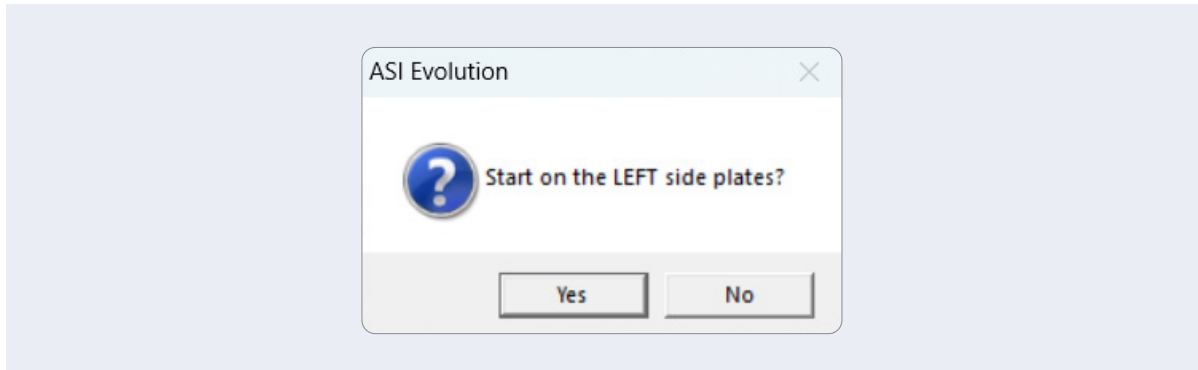 ASI Evolution
Start on the LEFT side plates?
Yes
No